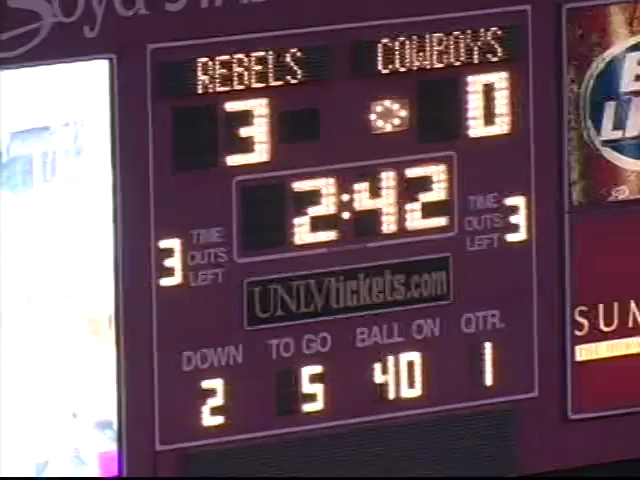 REBELS COWBOYS
3 0
2:42
3 TIME OUTS LEFT
TIME OUTS LEFT 3
UNLVtickets.com
DOWN TO GO BALL ON QTR.
2 5 40 1
SUM